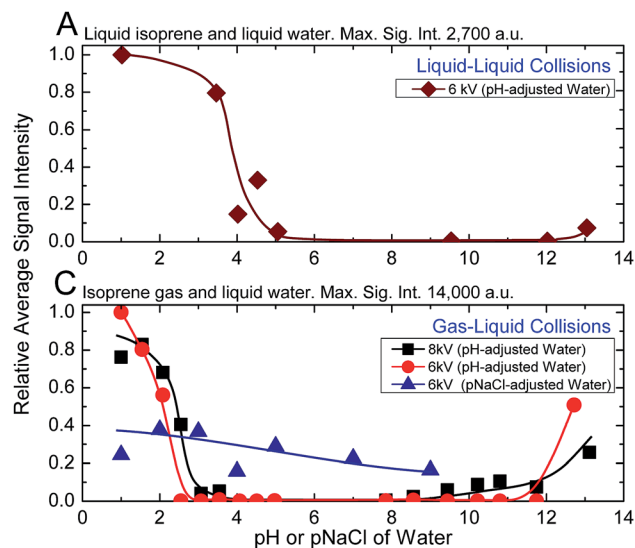 A Liquid isoprene and liquid water. Max. Sig. Int. 2,700 a.u.
Liquid-Liquid Collisions
6 kV (pH-adjusted Water)
1.0
0.8
0.6
0.4
0.2
0.0
0 2 4 6 8 10 12 14
Relative Average Signal Intensity
C Isoprene gas and liquid water. Max. Sig. Int. 14,000 a.u.
Gas-Liquid Collisions
8kV (pH-adjusted Water)
6kV (pH-adjusted Water)
6kV (pNaCl-adjusted Water)
1.0
0.8
0.6
0.4
0.2
0.0
0 2 4 6 8 10 12 14
pH or pNaCl of Water